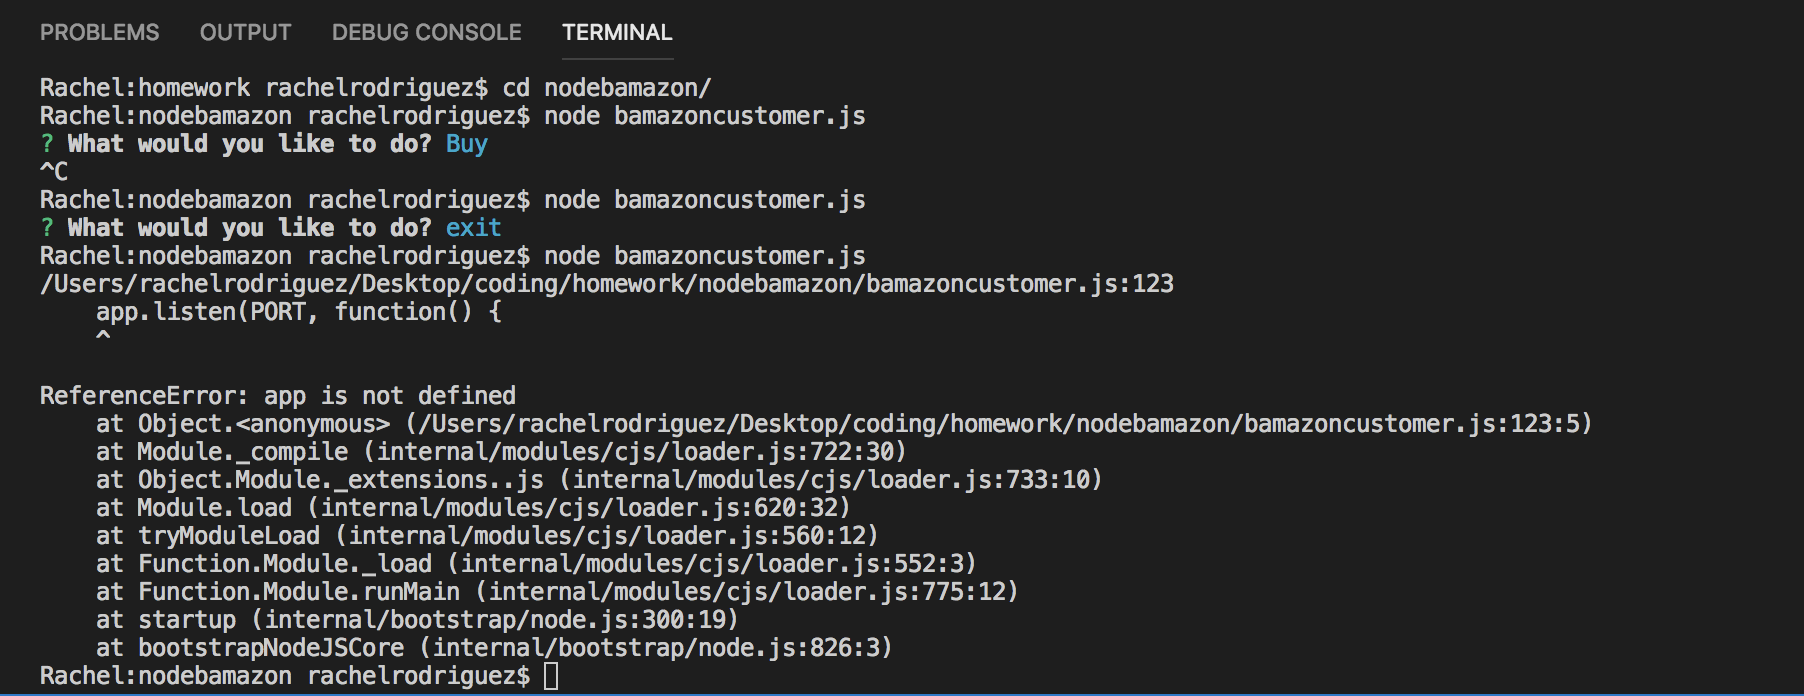 PROBLEMS OUTPUT DEBUG CONSOLE TERMINAL
Rachel:homework rachelrodriguez$ cd nodebamazon/
Rachel:nodebamazon rachelrodriguez$ node bamazoncustomer.js
? What would you like to do? Buy
^C
Rachel:nodebamazon rachelrodriguez$ node bamazoncustomer.js
? What would you like to do? exit
Rachel:nodebamazon rachelrodriguez$ node bamazoncustomer.js
/Users/rachelrodriguez/Desktop/coding/homework/nodebamazon/bamazoncustomer.js:123
    app.listen(PORT, function() {
    ^

ReferenceError: app is not defined
    at Object.<anonymous> (/Users/rachelrodriguez/Desktop/coding/homework/nodebamazon/bamazoncustomer.js:123:5)
    at Module._compile (internal/modules/cjs/loader.js:722:30)
    at Object.Module._extensions..js (internal/modules/cjs/loader.js:733:10)
    at Module.load (internal/modules/cjs/loader.js:620:32)
    at tryModuleLoad (internal/modules/cjs/loader.js:560:12)
    at Function.Module._load (internal/modules/cjs/loader.js:552:3)
    at Function.Module.runMain (internal/modules/cjs/loader.js:775:12)
    at startup (internal/bootstrap/node.js:300:19)
    at bootstrapNodeJSCore (internal/bootstrap/node.js:826:3)
Rachel:nodebamazon rachelrodriguez$